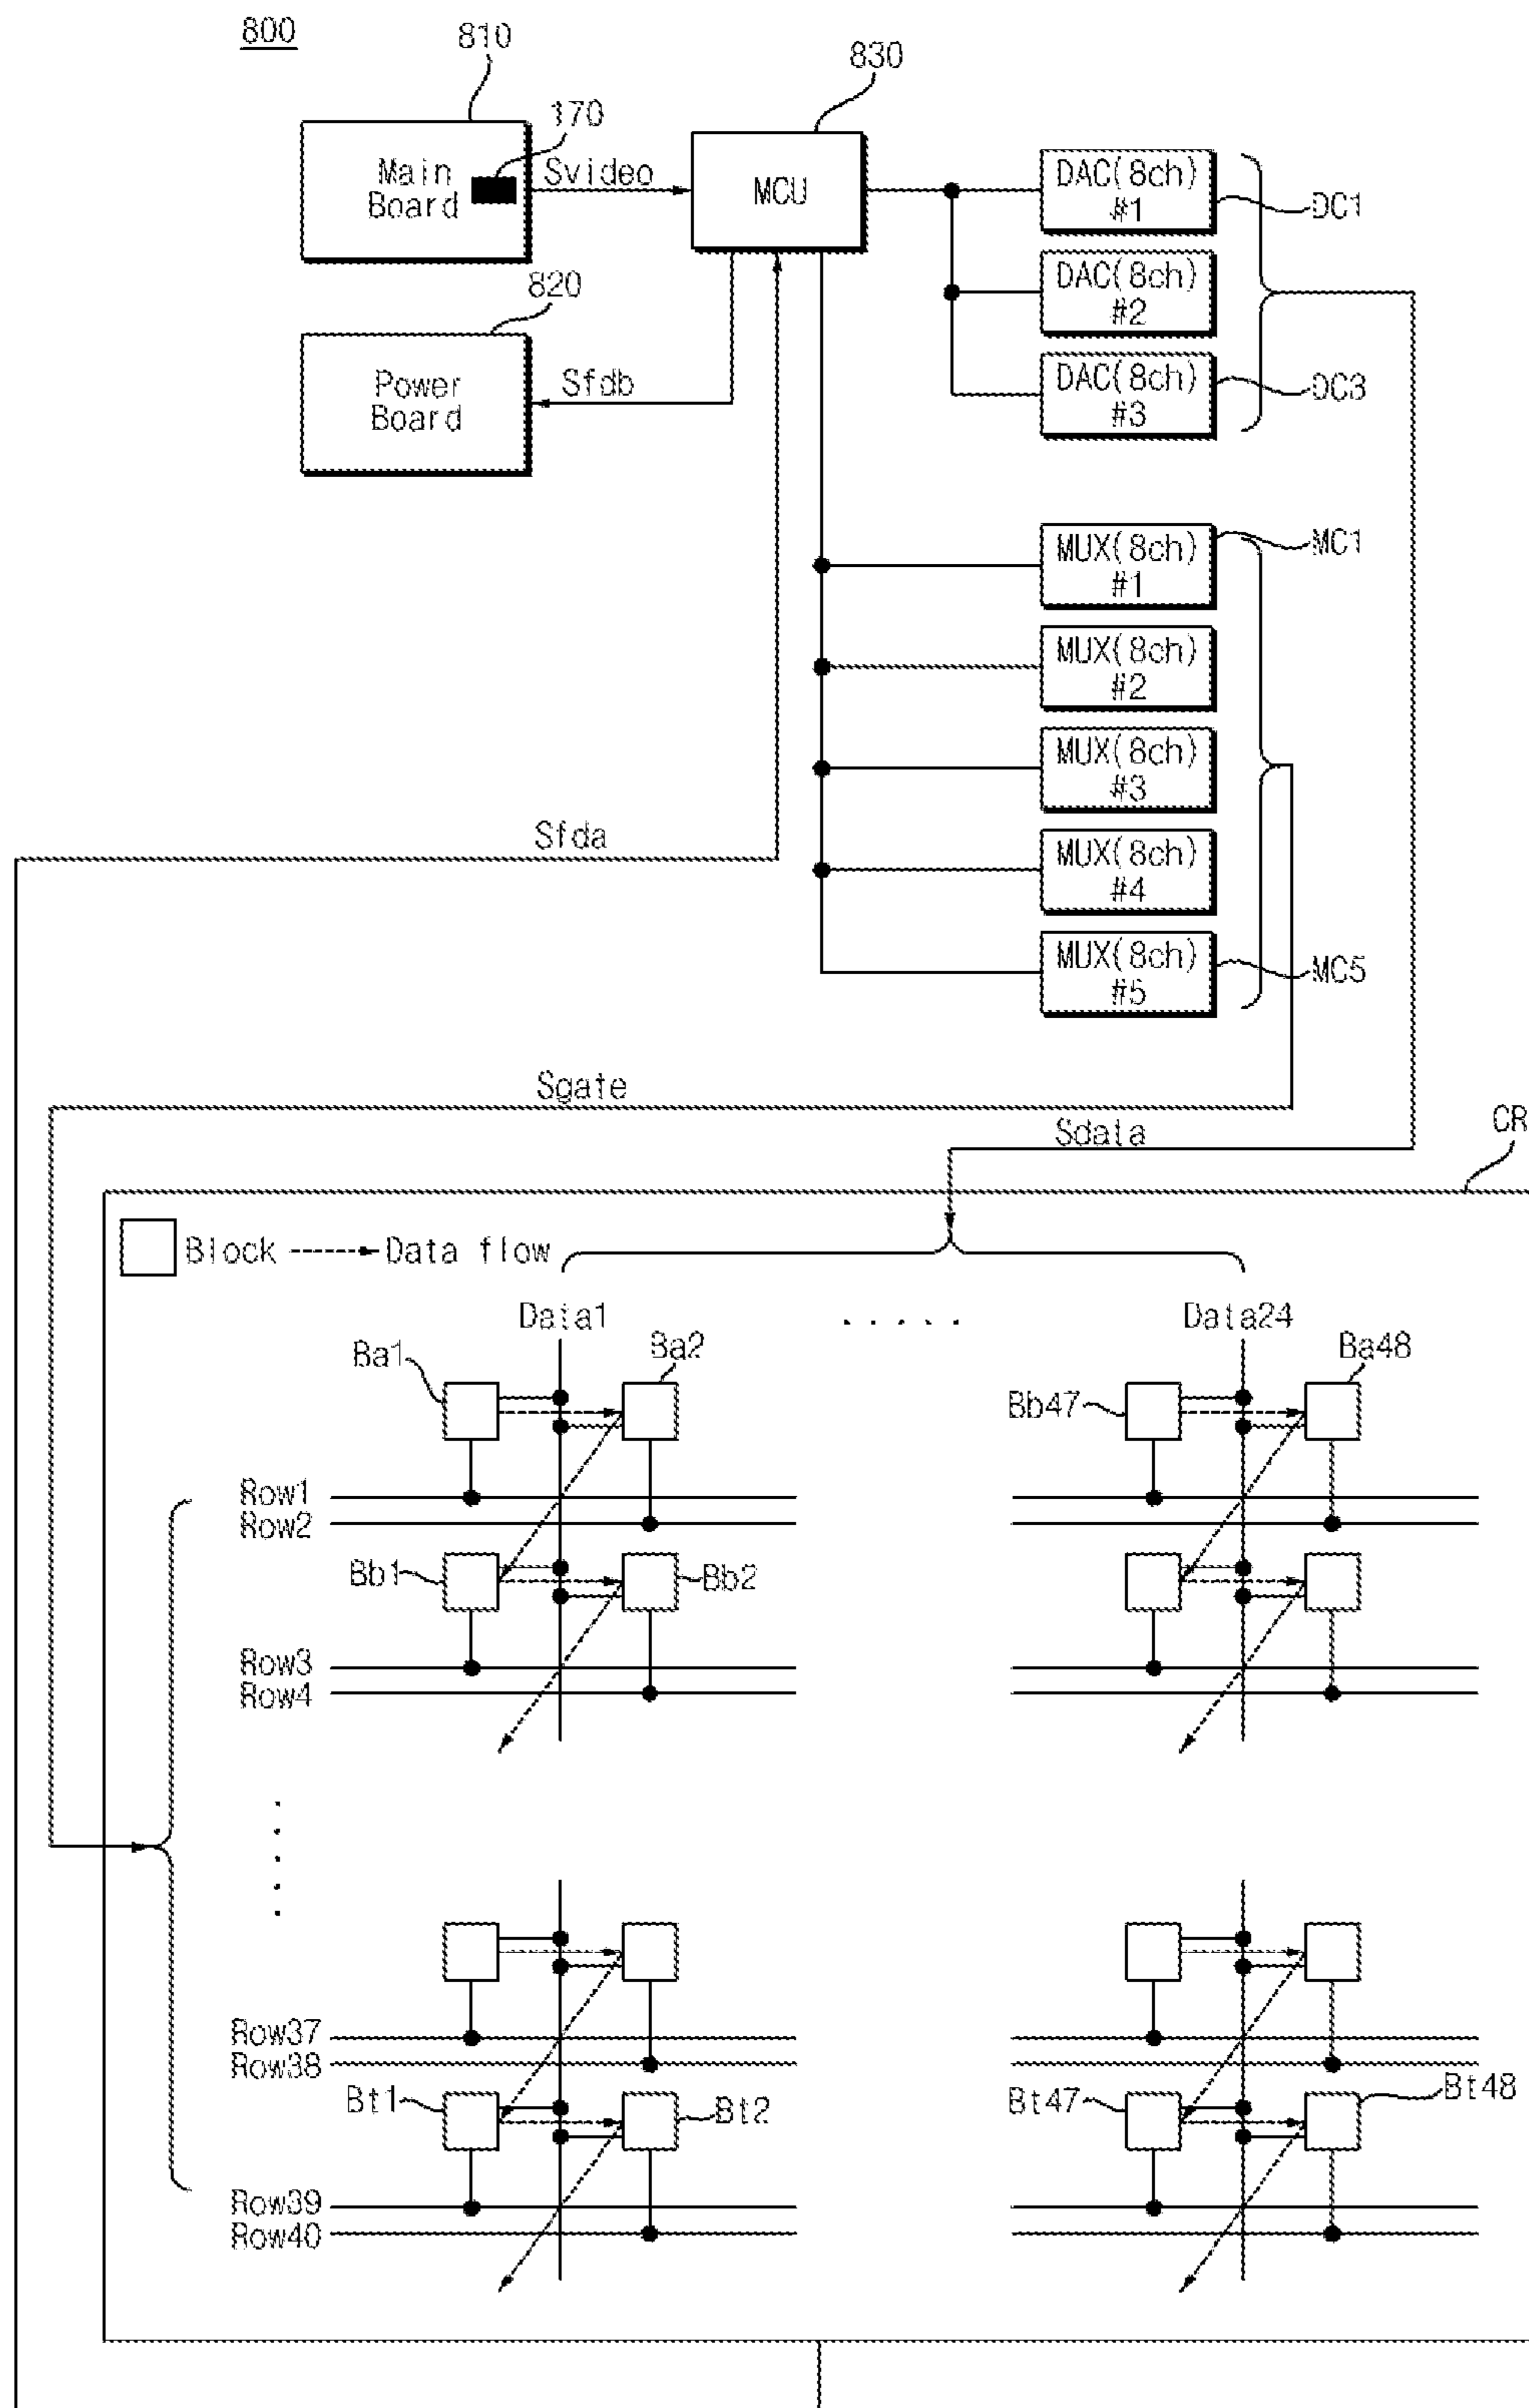 800
810
830
170
Main
Board
Svideo
MCU
DAC(8ch)
#1
DC1
DAC(8ch)
#2
820
Power
Board
Sfdb
DAC(8ch)
#3
DC3
MUX(8ch)
#1
MC1
MUX(8ch)
#2
MUX(8ch)
#3
Sfda
MUX(8ch)
#4
MUX(8ch)
#5
MC5
Sgate
Sdata
CR
Block
Data flow
Data1
.....
Data24
Ba1
Ba2
Bb47
Ba48
Row1
Row2
Bb1
Bb2
Row3
Row4
Row37
Row38
Bt1
Bt2
Bt47
Bt48
Row39
Row40